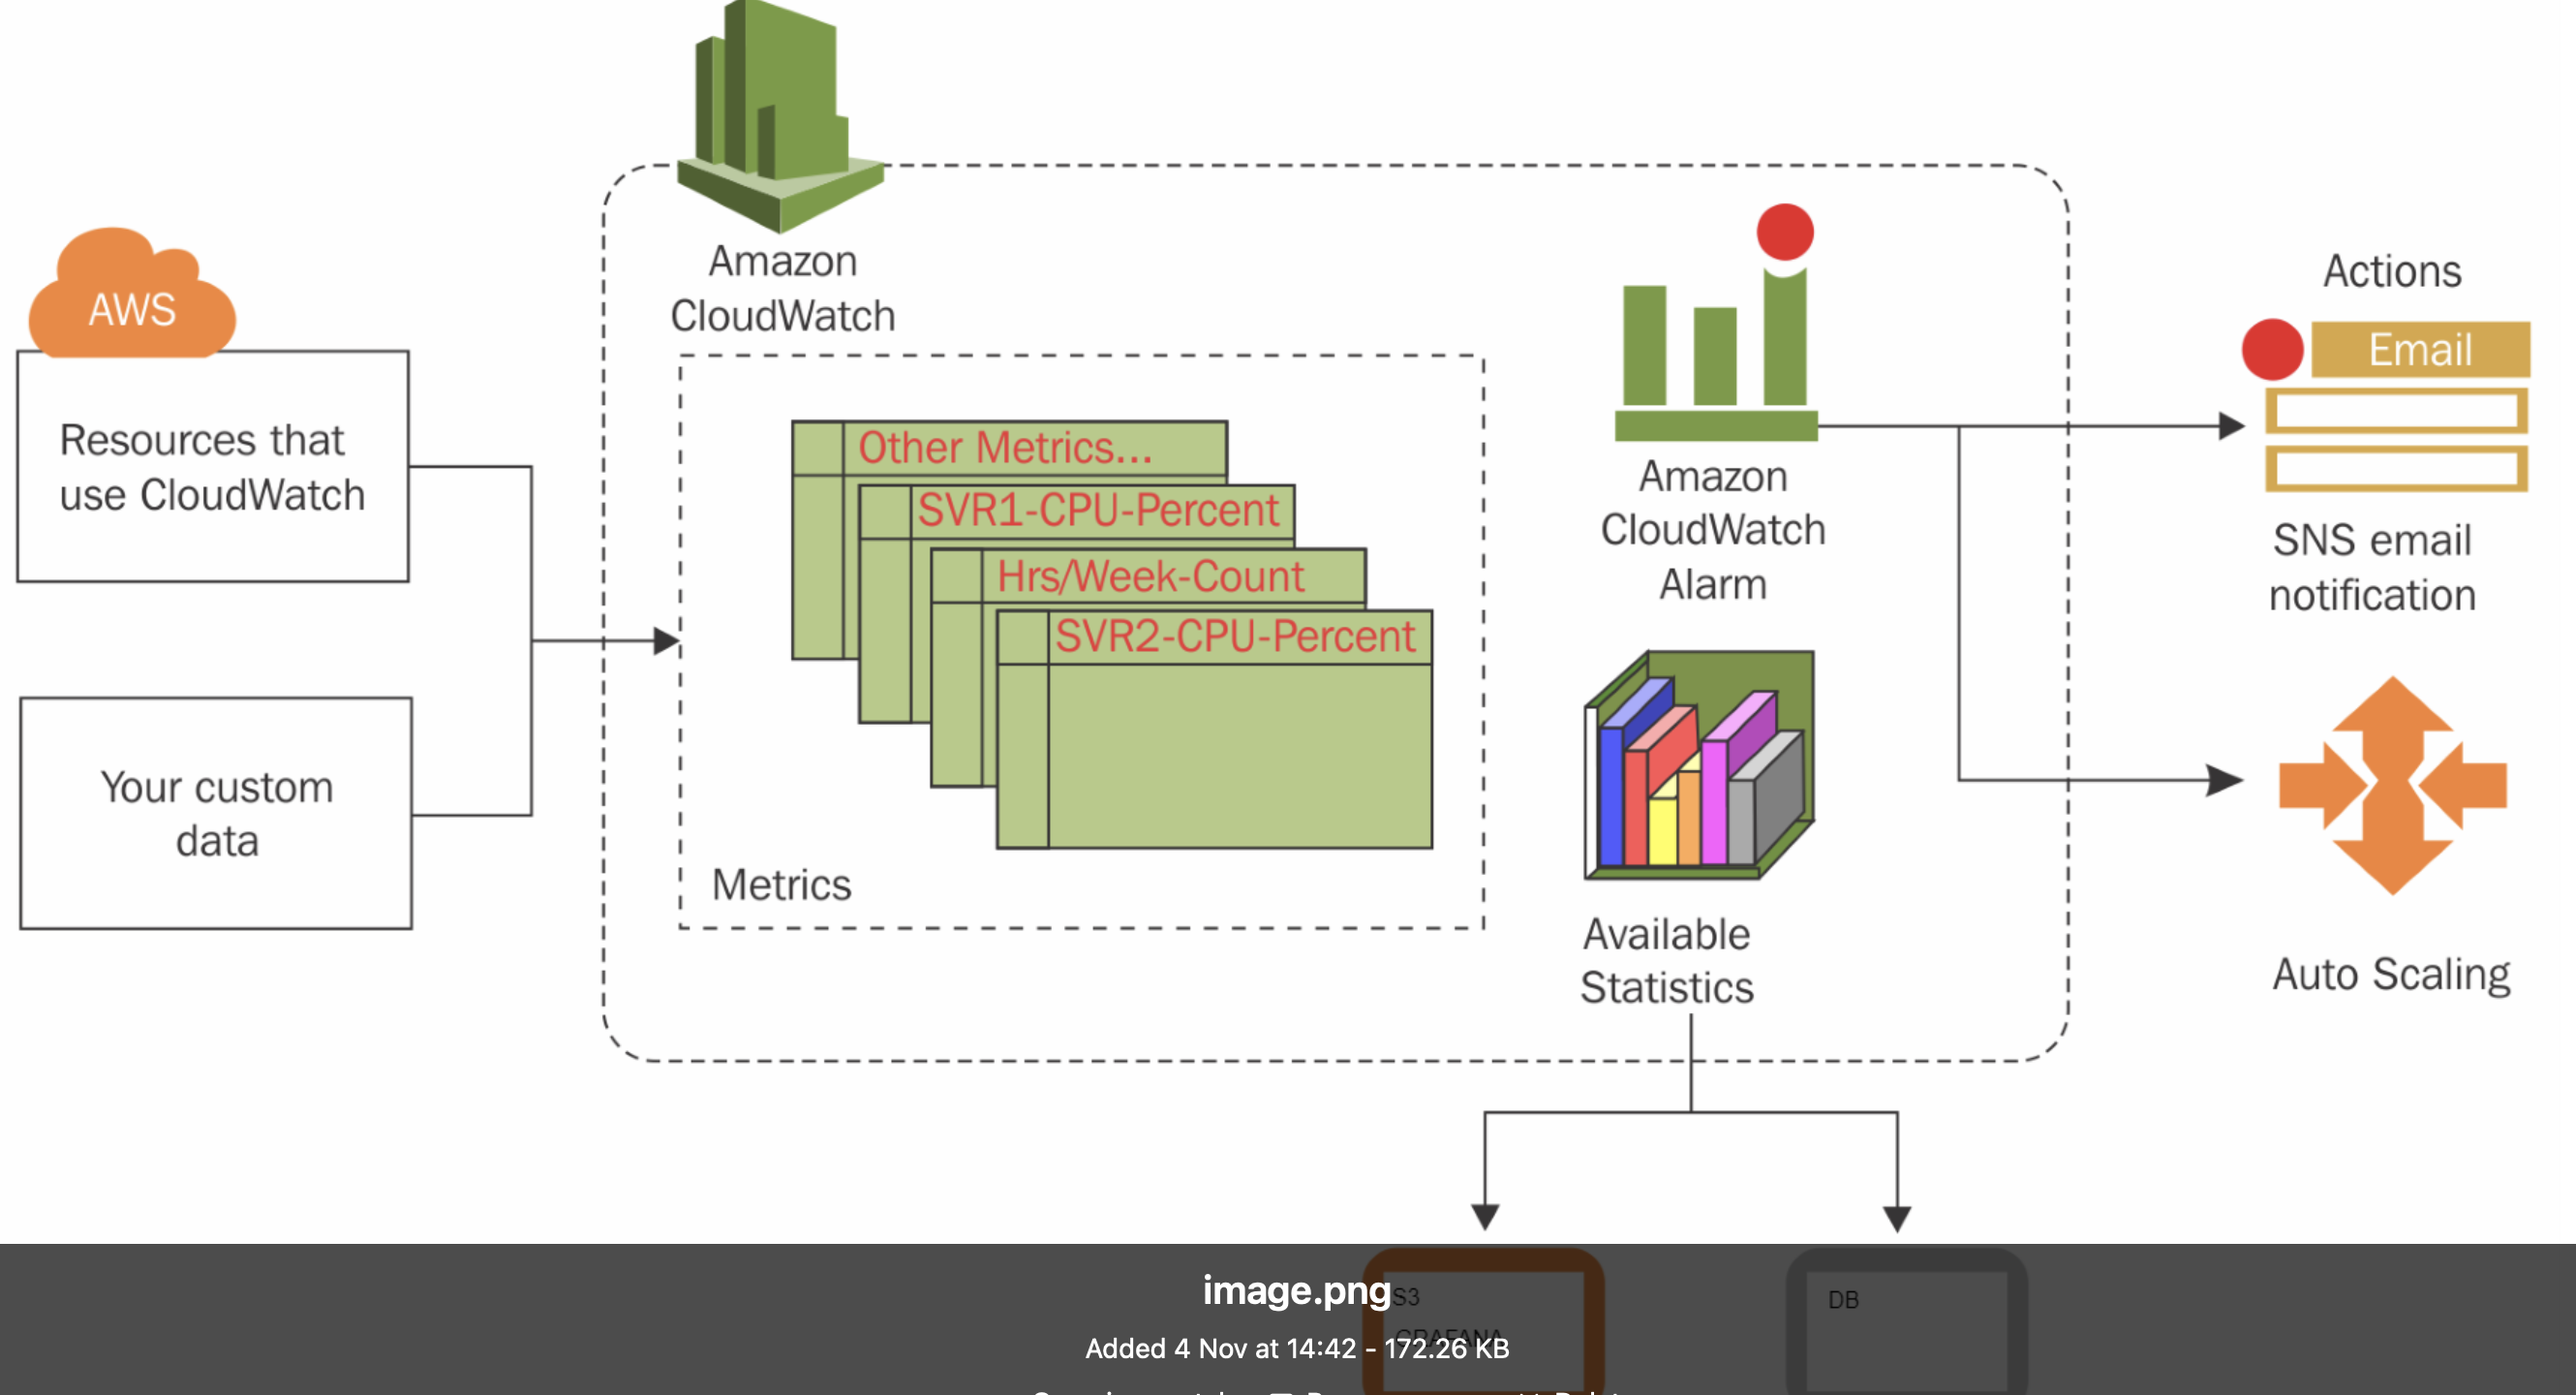 Amazon
CloudWatch
AWS
Resources that
use CloudWatch
Your custom
data
Other Metrics...
SVR1-CPU-Percent
Hrs/Week-Count
SVR2-CPU-Percent
Metrics
Amazon
CloudWatch
Alarm
Available
Statistics
Actions
Email
SNS email
notification
Auto Scaling
S3
GRAFANA
DB
image.png
Added 4 Nov at 14:42 - 172.26 KB